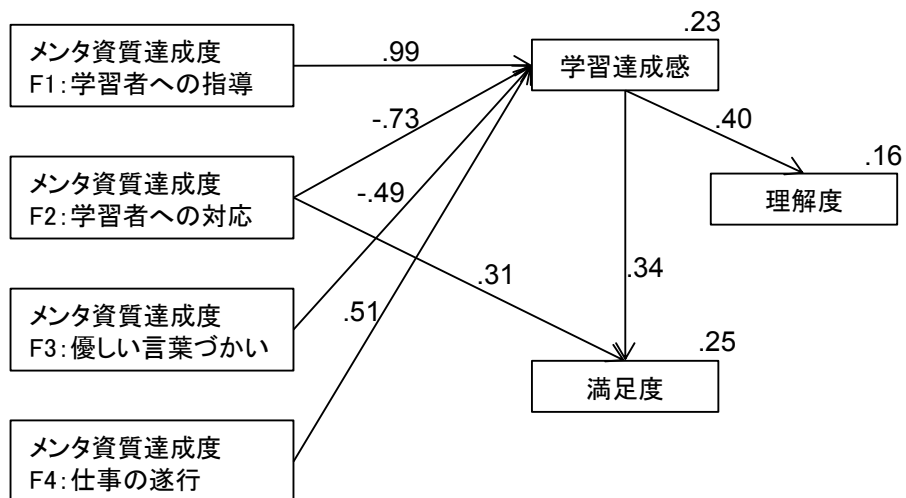 .23
メンタ資質達成度
F1:学習者への指導
.99
学習達成感
-.73
.40
.16
メンタ資質達成度
F2:学習者への対応
-.49
理解度
.31
.34
メンタ資質達成度
F3:優しい言葉づかい
.51
.25
満足度
メンタ資質達成度
F4:仕事の遂行